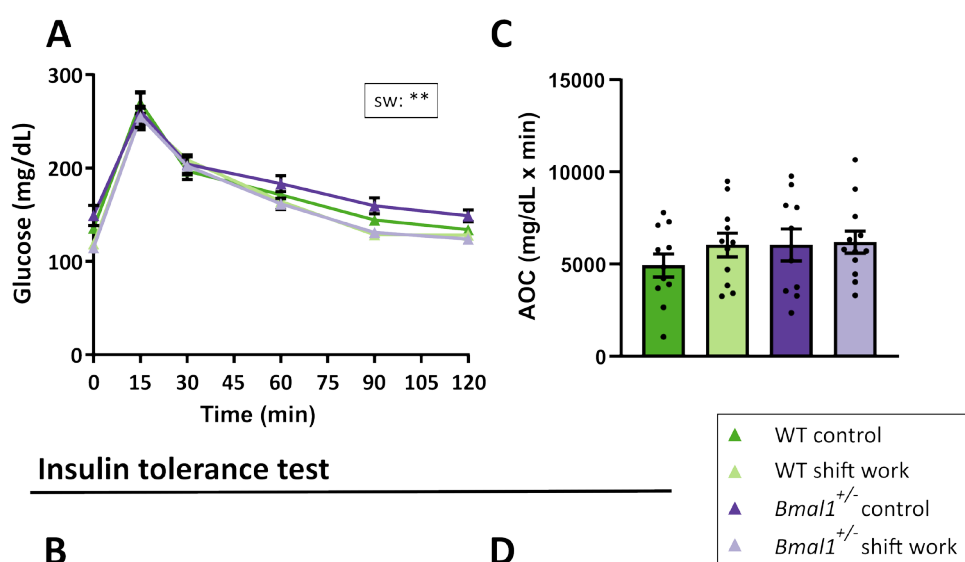 A
C
300
200
100
0
Glucose (mg/dL)
sw: **
0 15 30 45 60 75 90 105 120
Time (min)
15000
10000
5000
0
AOC (mg/dL x min)
WT control
WT shift work
Bmal1+/- control
Bmal1+/- shift work
Insulin tolerance test
B
D